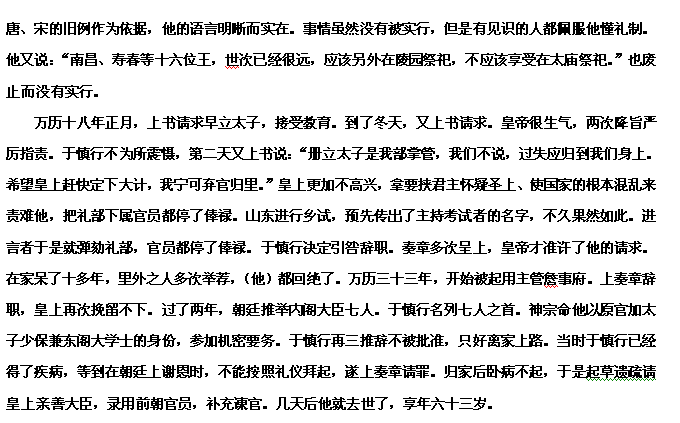 唐、宋的旧例作为依据，他的语言明晰而实在。事情虽然没有被实行，但是有见识的人都佩服他懂礼制。
他又说：“南昌、寿春等十六位王，世次已经很远，应该另外在陵园祭祀，不应该享受在太庙祭祀。”也废
止而没有实行。
万历十八年正月，上书请求早立太子，接受教育。到了冬天，又上书请求。皇帝很生气，两次降旨严
厉指责。于慎行不为所震慑，第二天又上书说：“册立太子是我部掌管，我们不说，过失应归到我们身上。
希望皇上赶快定下大计，我宁可弃官归里。”皇上更加不高兴，拿要挟君主怀疑圣上、使国家的根本混乱来
责难他，把礼部下属官员都停了俸禄。山东进行乡试，预先传出了主持考试者的名字，不久果然如此。进
言者于是就弹劾礼部，官员都停了俸禄。于慎行决定引咎辞职。奏章多次呈上，皇帝才准许了他的请求。
在家呆了十多年，里外之人多次举荐，（他）都回绝了。万历三十三年，开始被起用主管詹事府。上奏章辞
职，皇上再次挽留不下。过了两年，朝廷推举内阁大臣七人。于慎行名列七人之首。神宗命他以原官加太
子少保兼东阁大学士的身份，参加机密要务。于慎行再三推辞不被批准，只好离家上路。当时于慎行已经
得了疾病，等到在朝廷上谢恩时，不能按照礼仪拜起，遂上奏章请罪。归家后卧病不起，于是起草遗疏请
皇上亲善大臣，录用前朝官员，补充谏官。几天后他就去世了，享年六十三岁。